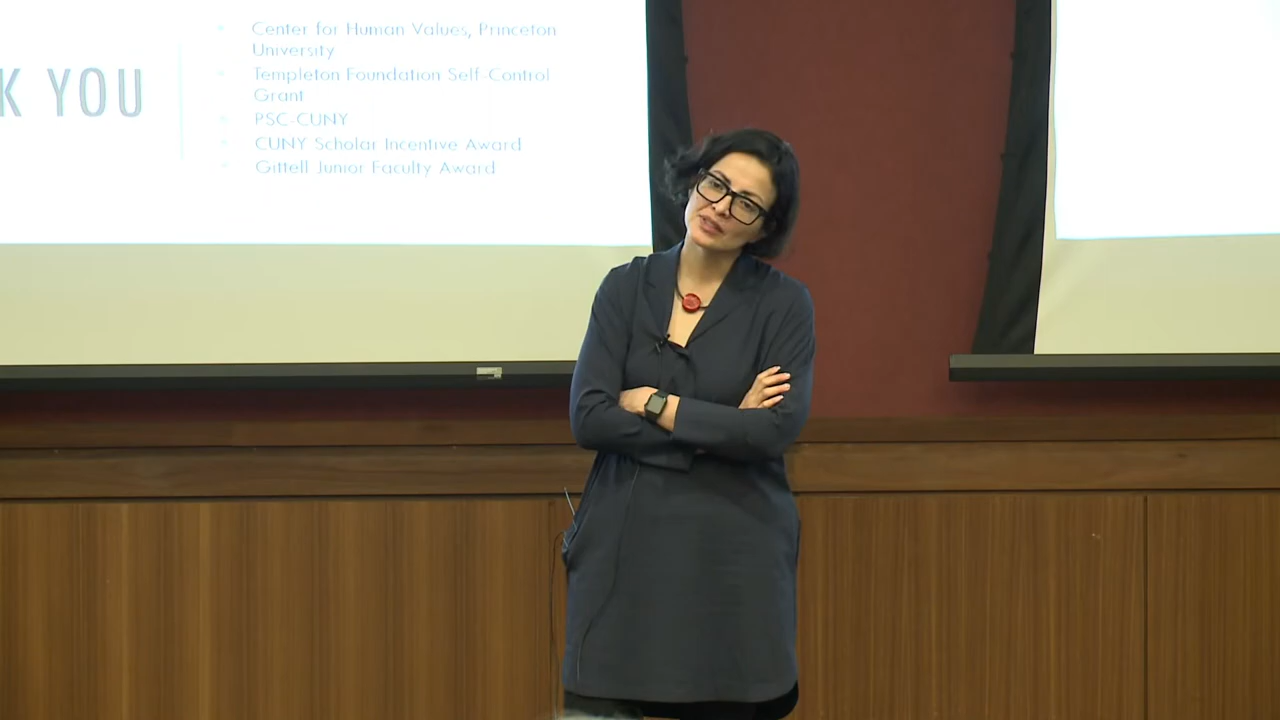 K YOU
Center for Human Values, Princeton
University
Templeton Foundation Self-Control
Grant
PSC-CUNY
CUNY Scholar Incentive Award
Gittell Junior Faculty Award